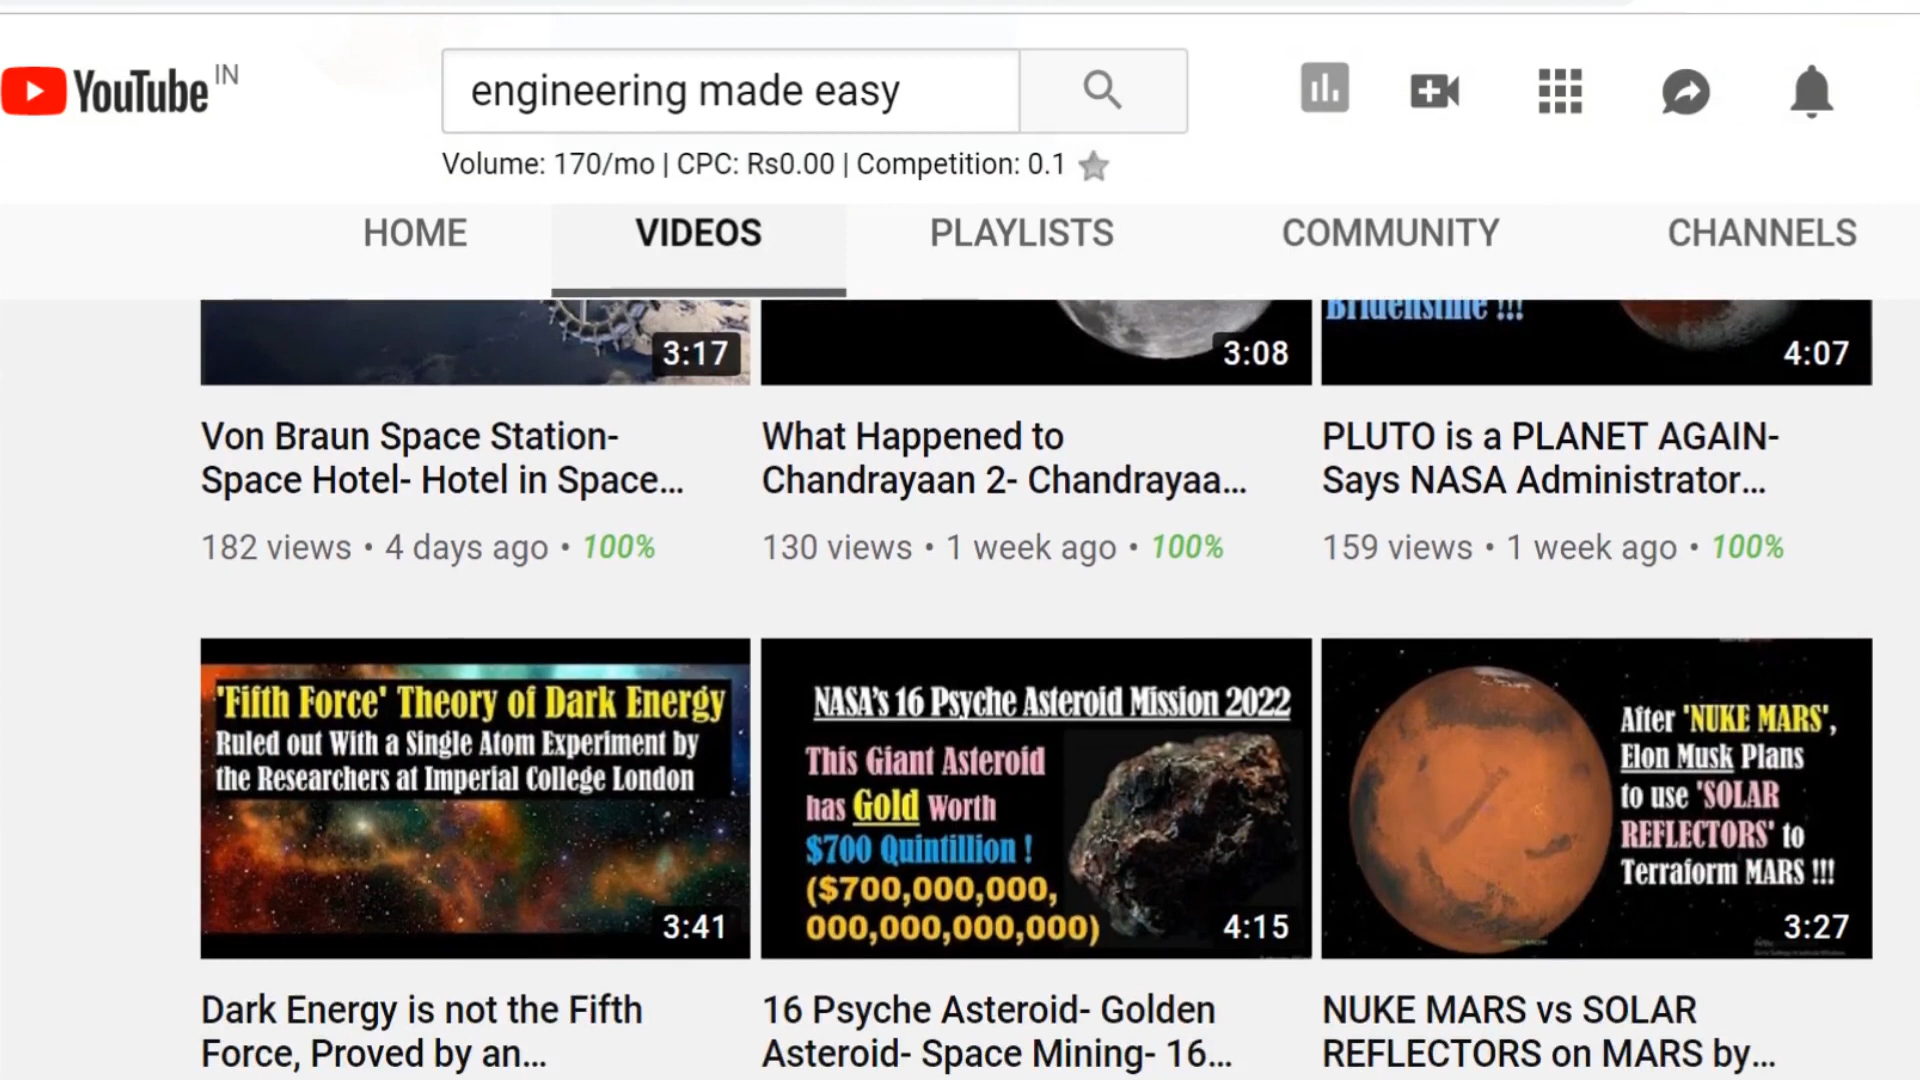 YouTube IN
engineering made easy
Volume: 170/mo | CPC: Rs0.00 | Competition: 0.1
HOME VIDEOS PLAYLISTS COMMUNITY CHANNELS
3:17
3:08
Bridenstine !!!
4:07
Von Braun Space Station-
Space Hotel- Hotel in Space...
182 views • 4 days ago • 100%
What Happened to
Chandrayaan 2- Chandrayaa...
130 views • 1 week ago • 100%
PLUTO is a PLANET AGAIN-
Says NASA Administrator...
159 views • 1 week ago • 100%
'Fifth Force' Theory of Dark Energy
Ruled out With a Single Atom Experiment by
the Researchers at Imperial College London
3:41
NASA's 16 Psyche Asteroid Mission 2022
This Giant Asteroid
has Gold Worth
$700 Quintillion !
($700,000,000,
000,000,000,000)
4:15
After 'NUKE MARS',
Elon Musk Plans
to use 'SOLAR
REFLECTORS' to
Terraform MARS !!!
3:27
Dark Energy is not the Fifth
Force, Proved by an...
16 Psyche Asteroid- Golden
Asteroid- Space Mining- 16...
NUKE MARS vs SOLAR
REFLECTORS on MARS by...